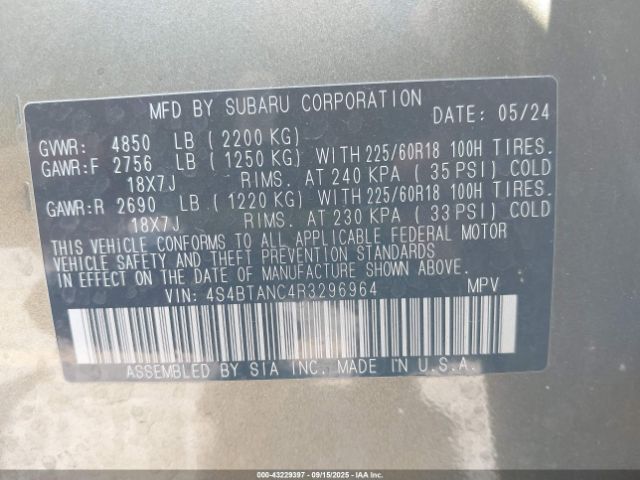 MFD BY SUBARU CORPORATION
DATE: 05/24
GVWR: 4850 LB ( 2200 KG)
GAWR:F 2756 LB ( 1250 KG) WITH 225/60R18 100H TIRES.
18X7J RIMS. AT 240 KPA ( 35 PSI) COLD
GAWR:R 2690 LB ( 1220 KG) WITH 225/60R18 100H TIRES.
18X7J RIMS. AT 230 KPA ( 33 PSI) COLD
THIS VEHICLE CONFORMS TO ALL APPLICABLE FEDERAL MOTOR
VEHICLE SAFETY AND THEFT PREVENTION STANDARDS
IN EFFECT ON THE DATE OF MANUFACTURE SHOWN ABOVE.
VIN: 4S4BTANC4R3296964 MPV
ASSEMBLED BY SIA INC. MADE IN U.S.A.
000-43229397 - 09/15/2025 - IAAI.COM